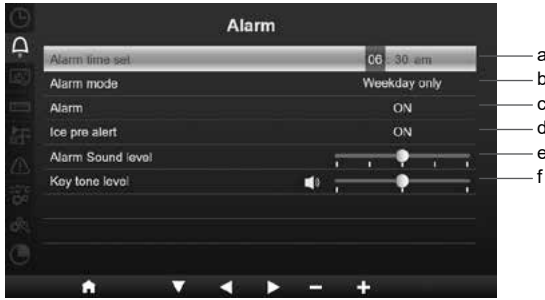 Alarm
Alarm time set 06 : 30 am a
Alarm mode Weekday only b
Alarm ON c
Ice pre alert ON d
Alarm Sound level e
Key tone level f